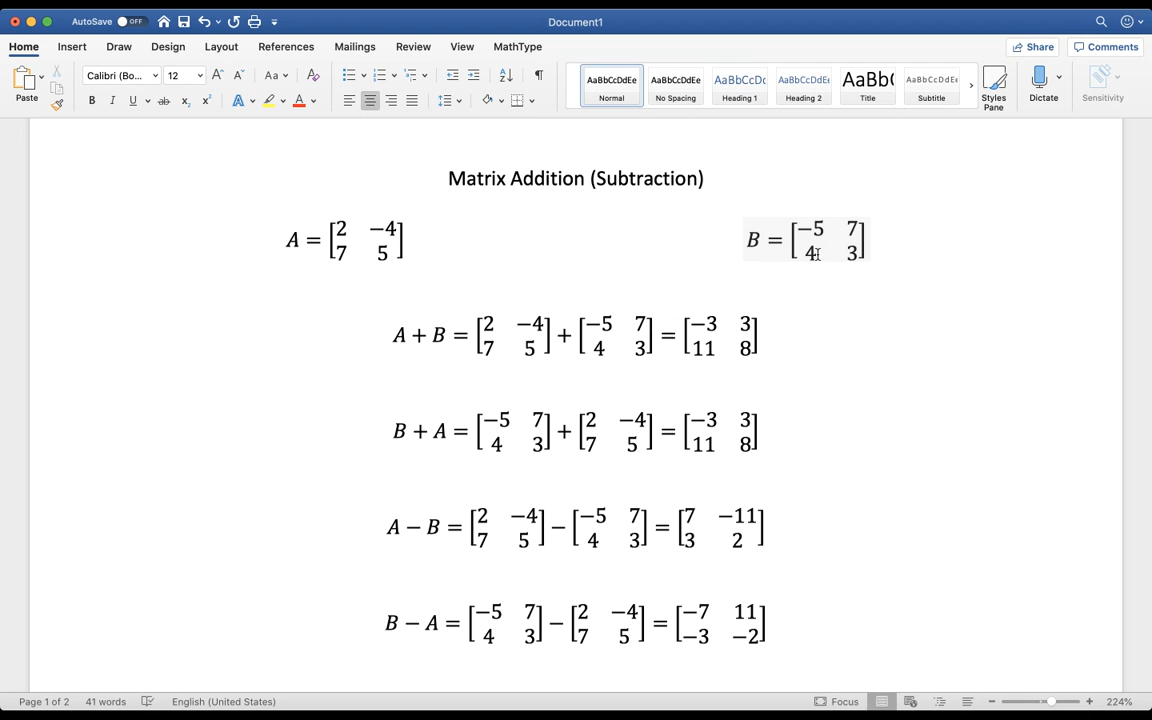 AutoSave OFF Document1
Home Insert Draw Design Layout References Mailings Review View MathType Share Comments
Paste Calibri (Bo... 12 A^ Aˇ Aa A
B I U ab x₂ x² A A
AaBbCcDdEe Normal
AaBbCcDdEe No Spacing
AaBbCcDc Heading 1
AaBbCcDdEe Heading 2
AaBb( Title
AaBbCcDdEe Subtitle
Styles Pane
Dictate
Sensitivity
Matrix Addition (Subtraction)
A = [2 −4; 7 5] B = [−5 7; 4 3]
A + B = [2 −4; 7 5] + [−5 7; 4 3] = [−3 3; 11 8]
B + A = [−5 7; 4 3] + [2 −4; 7 5] = [−3 3; 11 8]
A − B = [2 −4; 7 5] − [−5 7; 4 3] = [7 −11; 3 2]
B − A = [−5 7; 4 3] − [2 −4; 7 5] = [−7 11; −3 −2]
Page 1 of 2 41 words English (United States) Focus 224%